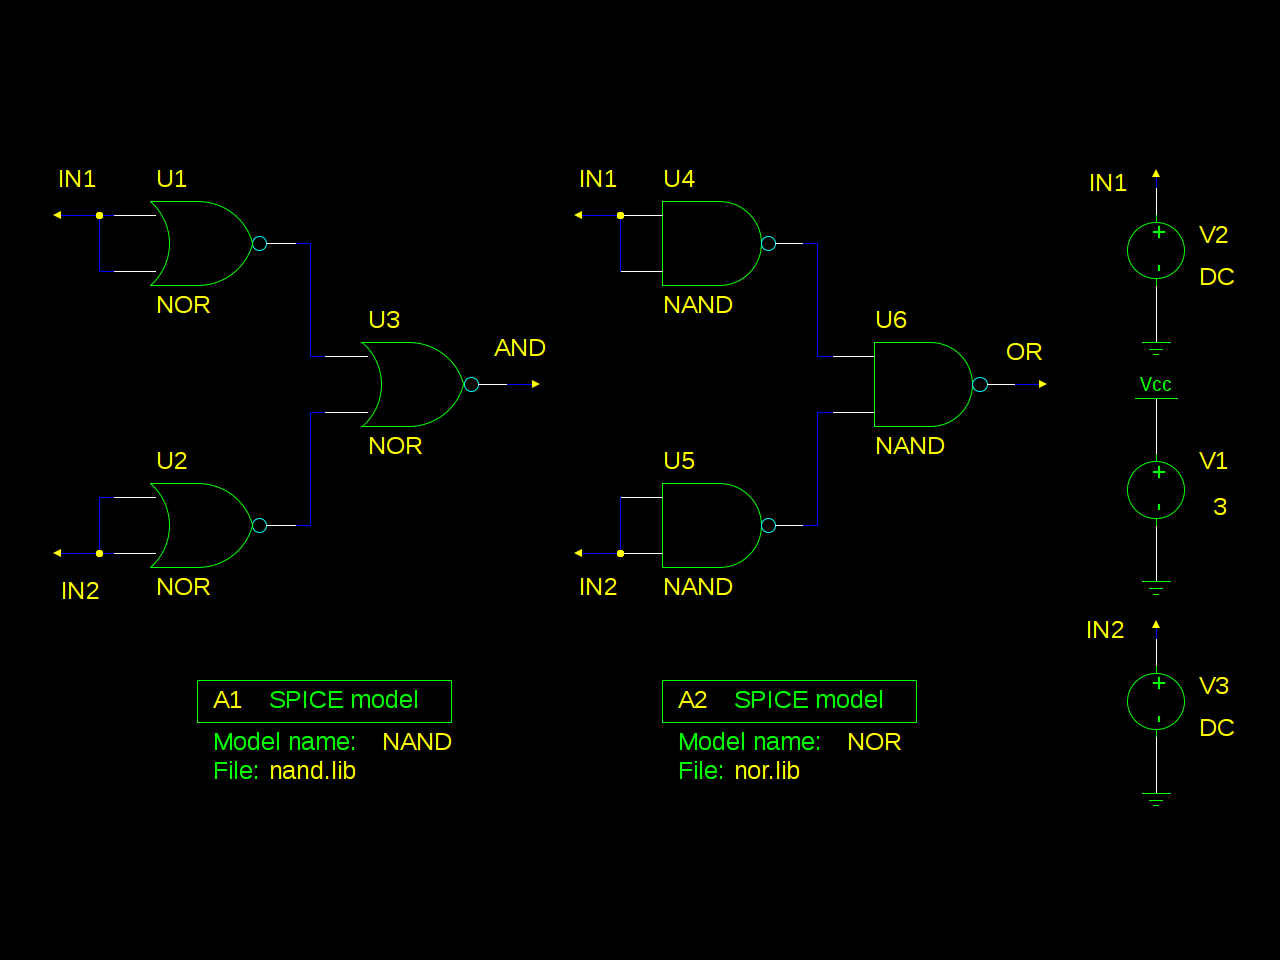 IN1
U1
NOR
U3
AND
NOR
U2
IN2
NOR
IN1
U4
NAND
U6
OR
NAND
U5
IN2
NAND
IN1
V2
DC
Vcc
V1
3
IN2
V3
DC
A1 SPICE model
Model name: NAND
File: nand.lib
A2 SPICE model
Model name: NOR
File: nor.lib